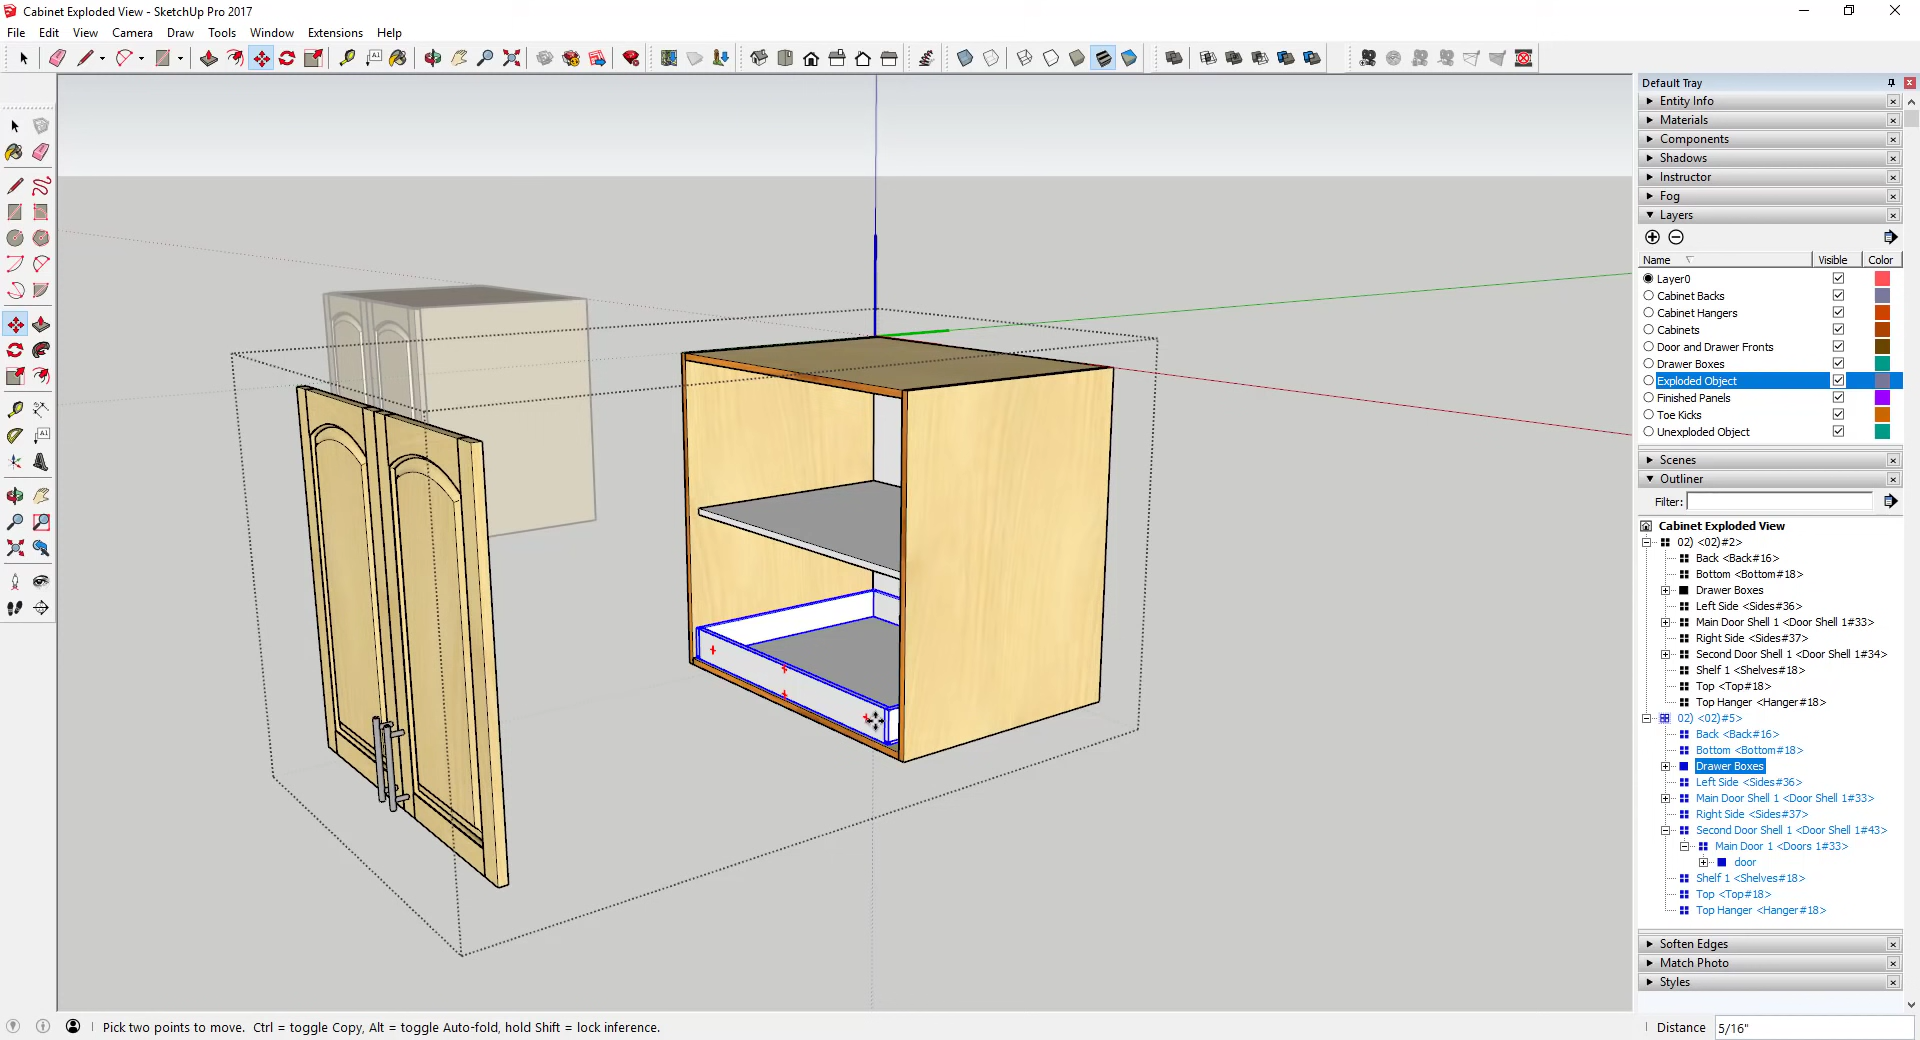 Cabinet Exploded View - SketchUp Pro 2017
File Edit View Camera Draw Tools Window Extensions Help
Default Tray
Entity Info
Materials
Components
Shadows
Instructor
Fog
Layers
Name Visible Color
Layer0
Cabinet Backs
Cabinet Hangers
Cabinets
Door and Drawer Fronts
Drawer Boxes
Exploded Object
Finished Panels
Toe Kicks
Unexploded Object
Scenes
Outliner
Filter:
Cabinet Exploded View
02) <02)#2>
Back <Back#16>
Bottom <Bottom#18>
Drawer Boxes
Left Side <Sides#36>
Main Door Shell 1 <Door Shell 1#33>
Right Side <Sides#37>
Second Door Shell 1 <Door Shell 1#34>
Shelf 1 <Shelves#18>
Top <Top#18>
Top Hanger <Hanger#18>
02) <02)#5>
Back <Back#16>
Bottom <Bottom#18>
Drawer Boxes
Left Side <Sides#36>
Main Door Shell 1 <Door Shell 1#33>
Right Side <Sides#37>
Second Door Shell 1 <Door Shell 1#43>
Main Door 1 <Doors 1#33>
door
Shelf 1 <Shelves#18>
Top <Top#18>
Top Hanger <Hanger#18>
Soften Edges
Match Photo
Styles
Pick two points to move. Ctrl = toggle Copy, Alt = toggle Auto-fold, hold Shift = lock inference.
Distance 5/16"